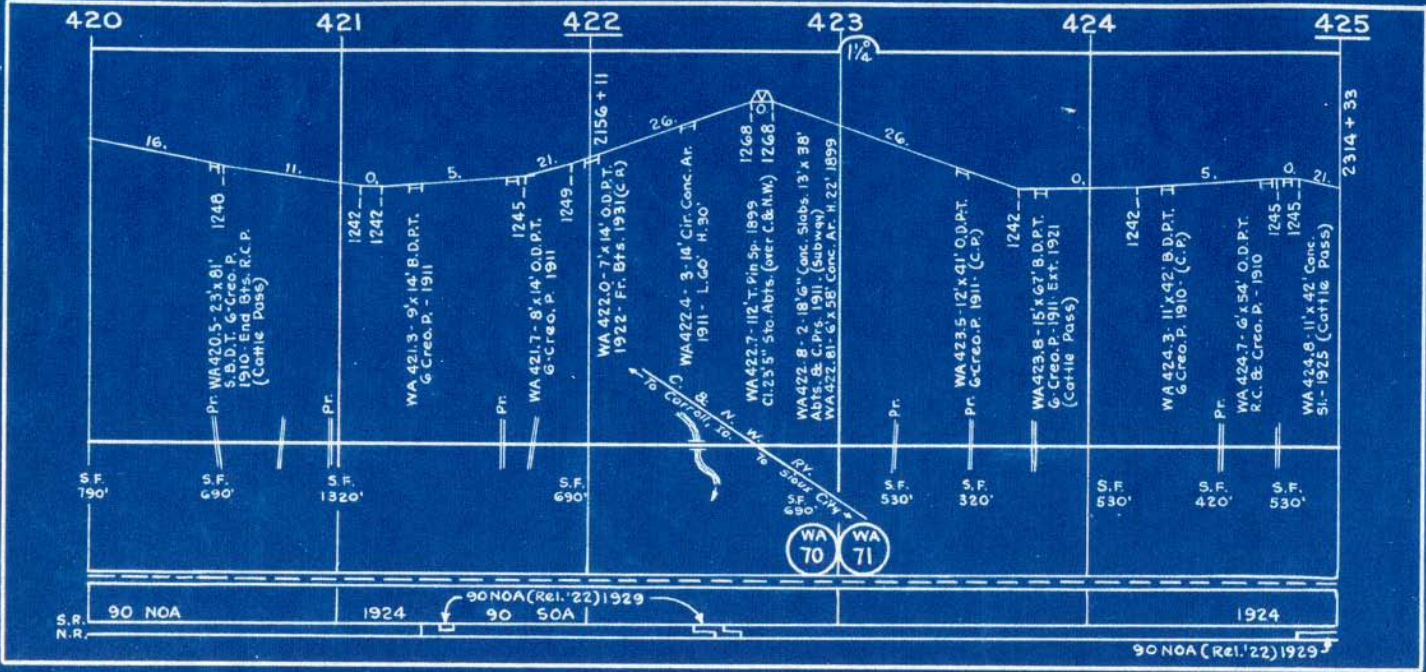 420 421 422 423 424 425
1¼°
16.
11.
0.
5.
21.
26.
0.
26.
0.
5.
0.
21.
1248
1242
1242
1245
1249
2156 + 11
1268
1268
1242
1242
1245
1245
2314 + 33
WA 420.5 - 23'x 81'
S.B.D.T. 6-Creo. P.
1910 - End Bts. R.C.P.
(Cattle Pass)
WA 421.3 - 9'x 14' B.D.P.T.
6 Creo. P. - 1911
WA 421.7 - 8'x 14' O.D.P.T.
6-Creo. P. 1911
WA 422.0 - 7'x 14' O.D.P.T.
1922 - Fr. Bts. 1931 (C.P.)
WA 422.4 - 3 - 14' Cir. Conc. Ar.
1911 - L.60' H.30'
WA 422.7 - 112' T. Pin Sp. 1899
Cl. 23'5" Sto. Abts. (over C.& N.W.)
WA 422.8 - 2 - 18'6" Conc. Slabs. 13'x 38'
Abts. & C.Prs. 1911 - (Subway)
WA 422.81 - 6'x 58' Conc. Ar. H. 22' 1899
WA 423.5 - 12'x 41' O.D.P.T.
6-Creo. P. 1911 - (C.P.)
WA 423.8 - 15'x 67' B.D.P.T.
6-Creo. P. - 1911 - Ext. 1921
(Cattle Pass)
WA 424.3 - 11'x 42' B.D.P.T.
6 Creo. P. 1910 - (C.P.)
WA 424.7 - 6'x 54' O.D.P.T.
R.C. & Creo. P. - 1910
WA 424.8 - 11'x 42' Conc.
Sl. - 1925 (Cattle Pass)
Pr.
Pr.
Pr.
Pr.
Pr.
Pr.
C. & N. W. RY.
To Carroll, Io.
To Sioux City
S.F.
790'
S.F.
690'
S.F.
1320'
S.F.
690'
S.F.
690'
S.F.
530'
S.F.
320'
S.F.
530'
S.F.
420'
S.F.
530'
WA
70
WA
71
90 NOA (Rel. '22) 1929
90 NOA 1924 90 SOA 1924
S.R.
N.R.
90 NOA (Rel. '22) 1929